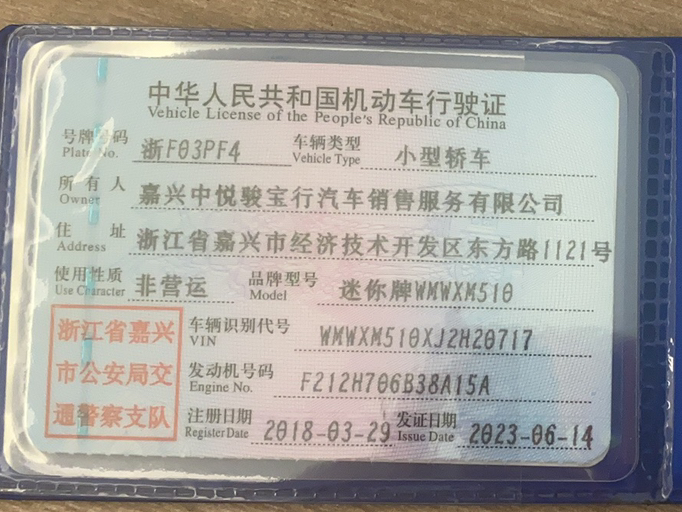 中华人民共和国机动车行驶证
Vehicle License of the People's Republic of China
号牌号码 浙F03PF4 车辆类型 小型轿车
Plate No. Vehicle Type
所有人 嘉兴中悦骏宝行汽车销售服务有限公司
Owner
住址 浙江省嘉兴市经济技术开发区东方路1121号
Address
使用性质 非营运 品牌型号 迷你牌WMWXM510
Use Character Model
浙江省嘉兴
市公安局交
通警察支队
车辆识别代号 WMWXM510XJ2H20717
VIN
发动机号码 F212H706B38A15A
Engine No.
注册日期 2018-03-29 发证日期 2023-06-14
Register Date Issue Date